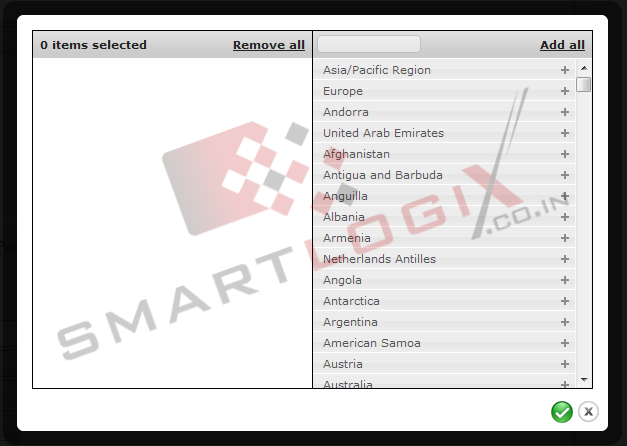 0 items selected Remove all Add all
Asia/Pacific Region
Europe
Andorra
United Arab Emirates
Afghanistan
Antigua and Barbuda
Anguilla
Albania
Armenia
Netherlands Antilles
Angola
Antarctica
Argentina
American Samoa
Austria
Australia
SMARTLOGIX
.CO.IN